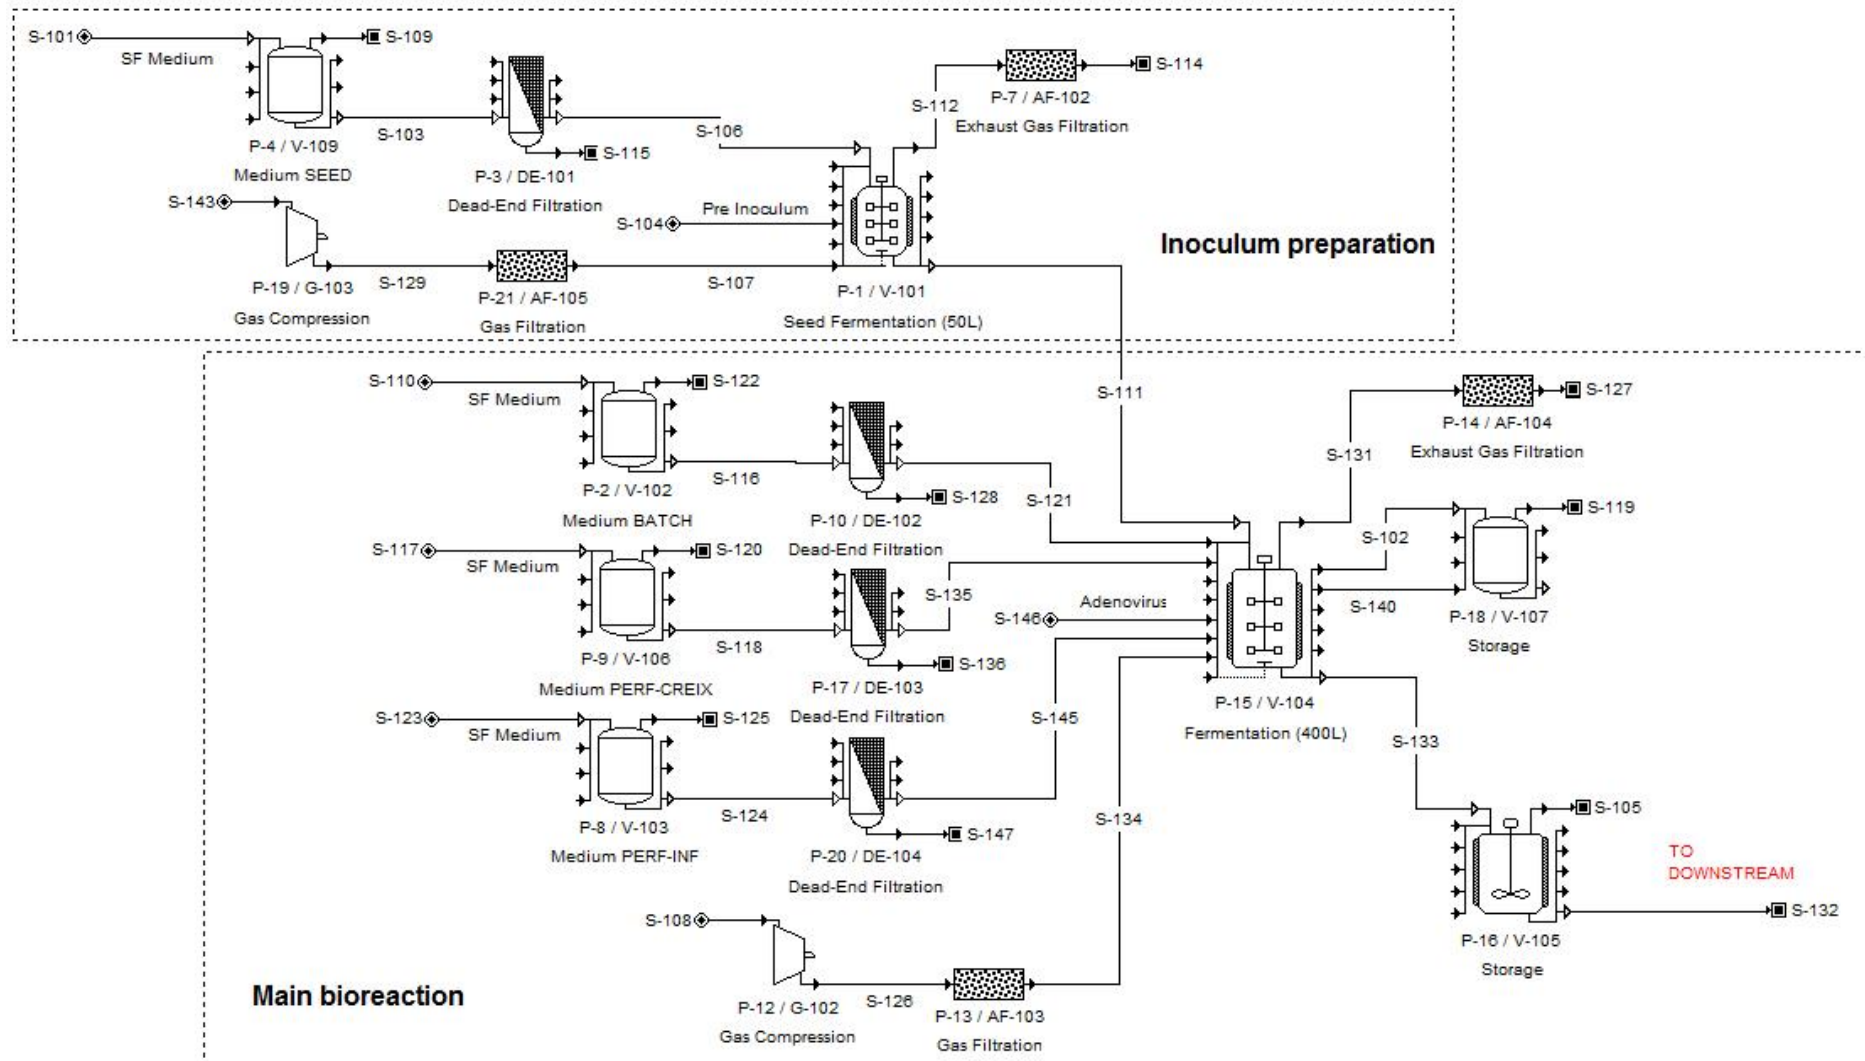 S-101
SF Medium
S-109
P-4 / V-109
Medium SEED
S-103
P-3 / DE-101
Dead-End Filtration
S-115
S-106
S-112
P-7 / AF-102
Exhaust Gas Filtration
S-114
S-143
P-19 / G-103
Gas Compression
S-129
P-21 / AF-105
Gas Filtration
S-107
S-104
Pre Inoculum
P-1 / V-101
Seed Fermentation (50L)
Inoculum preparation
S-111
S-110
SF Medium
S-122
P-2 / V-102
Medium BATCH
S-116
P-10 / DE-102
Dead-End Filtration
S-128
S-121
S-117
SF Medium
S-120
P-9 / V-106
Medium PERF-CREIX
S-118
P-17 / DE-103
Dead-End Filtration
S-136
S-135
S-146
Adenovirus
S-123
SF Medium
S-125
P-8 / V-103
Medium PERF-INF
S-124
P-20 / DE-104
Dead-End Filtration
S-147
S-145
S-134
S-108
P-12 / G-102
Gas Compression
S-126
P-13 / AF-103
Gas Filtration
P-15 / V-104
Fermentation (400L)
S-131
P-14 / AF-104
Exhaust Gas Filtration
S-127
S-102
S-140
S-119
P-18 / V-107
Storage
S-133
S-105
P-16 / V-105
Storage
TO
DOWNSTREAM
S-132
Main bioreaction